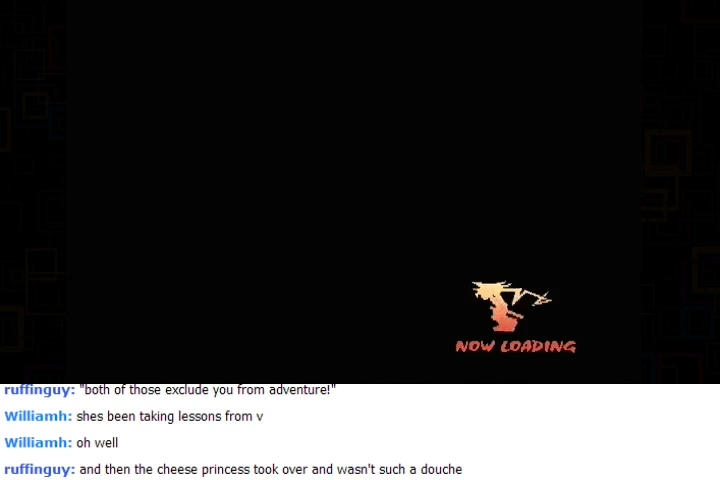 NOW LOADING
ruffinguy: "both of those exclude you from adventure!"
Williamh: shes been taking lessons from v
Williamh: oh well
ruffinguy: and then the cheese princess took over and wasn't such a douche